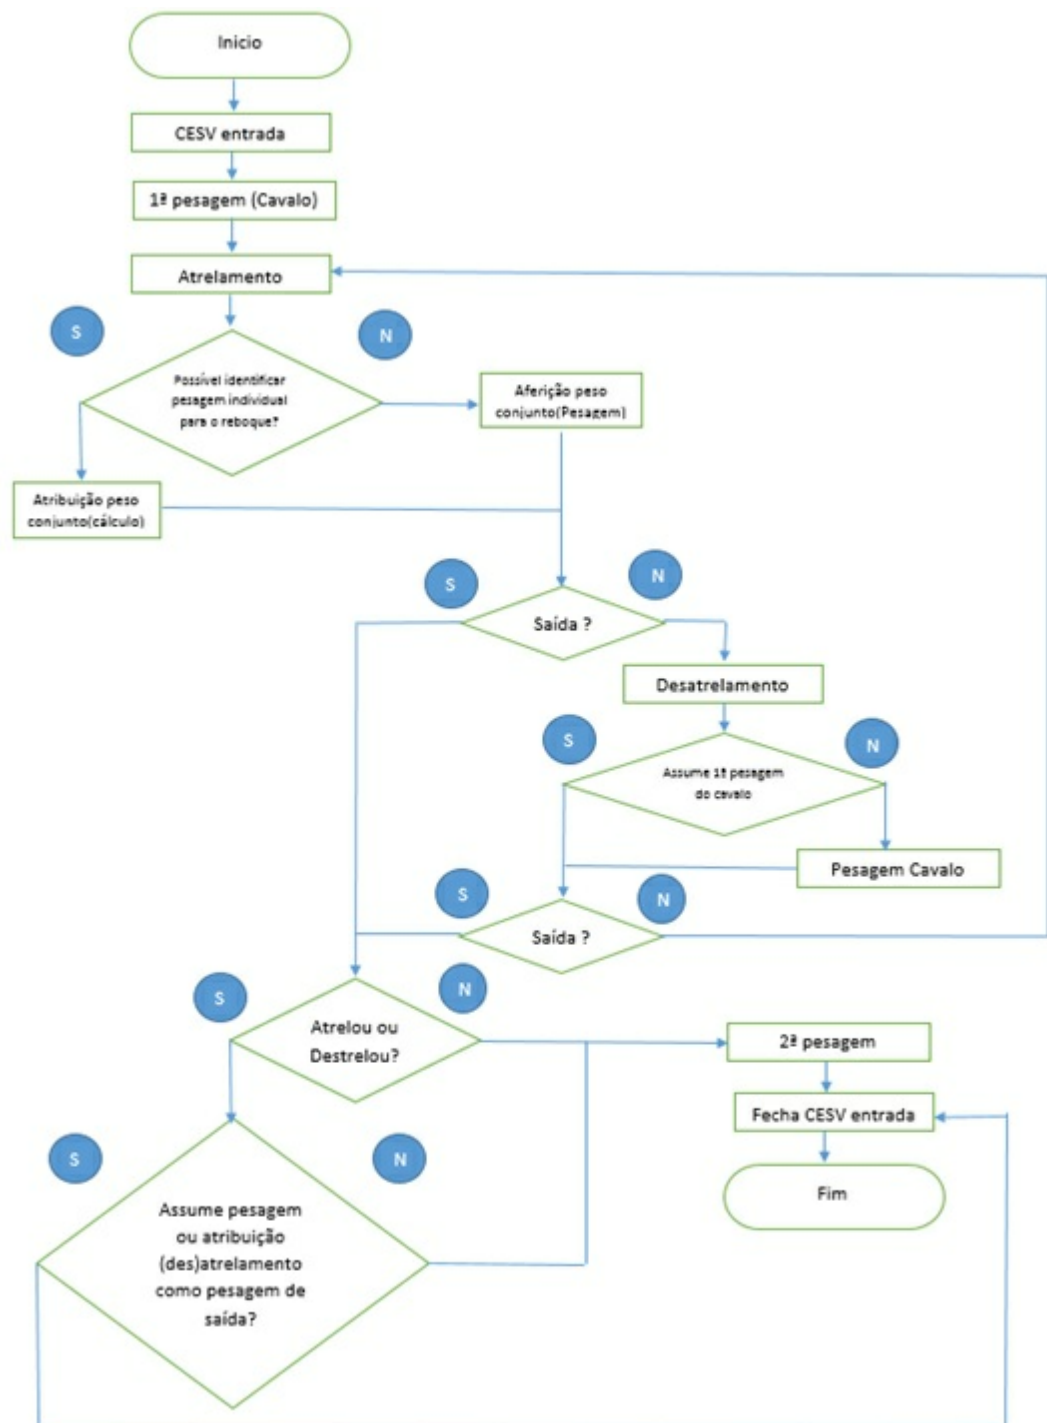 Inicio
CESV entrada
1ª pesagem (Cavalo)
Atrelamento
S
N
Possível identificar
pesagem individual
para o reboque?
Aferição peso
conjunto(Pesagem)
Atribuição peso
conjunto(cálculo)
S
N
Saída ?
Desatrelamento
S
N
Assume 1ª pesagem
do cavalo
Pesagem Cavalo
S
N
Saída ?
S
N
Atrelou ou
Destrelou?
2ª pesagem
Fecha CESV entrada
S
N
Fim
Assume pesagem
ou atribuição
(des)atrelamento
como pesagem de
saída?